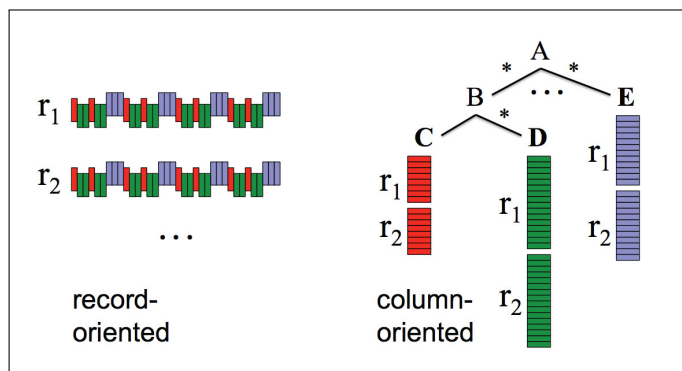 r1
r2
...
record-
oriented
A
* *
B ... E
*
C D
r1
r2
r1
r2
r1
r2
column-
oriented